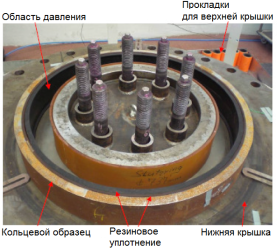 Область давления
Прокладки
для верхней крышки
Кольцевой образец
Резиновое
уплотнение
Нижняя крышка